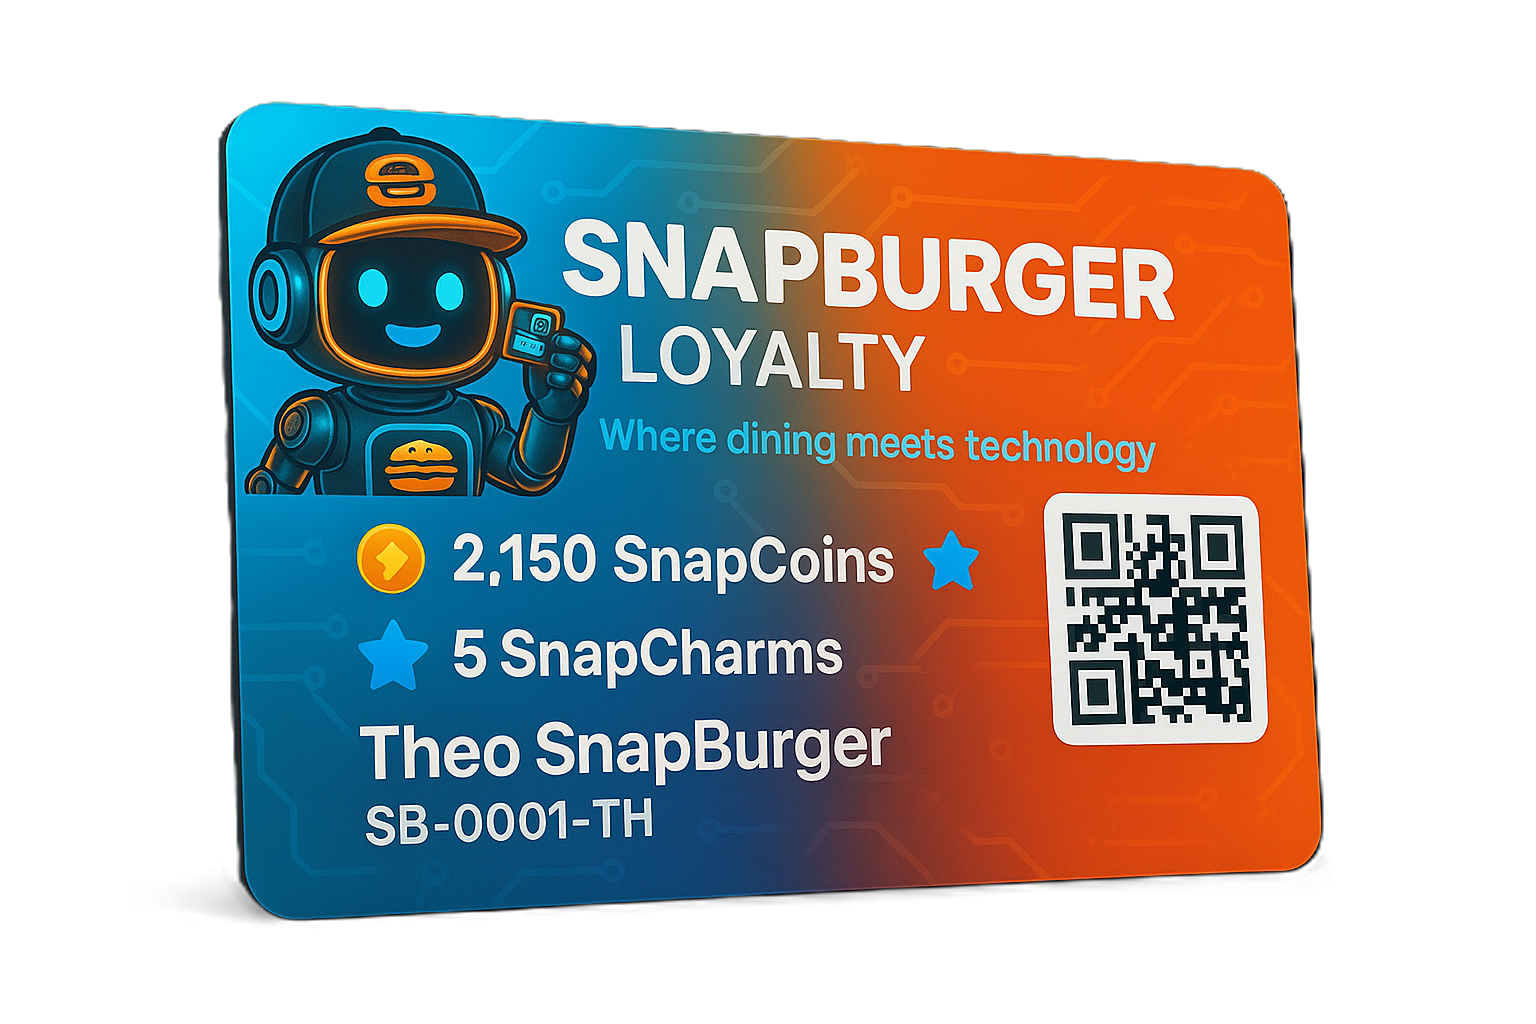 SNAPBURGER
LOYALTY
Where dining meets technology
2,150 SnapCoins
5 SnapCharms
Theo SnapBurger
SB-0001-TH